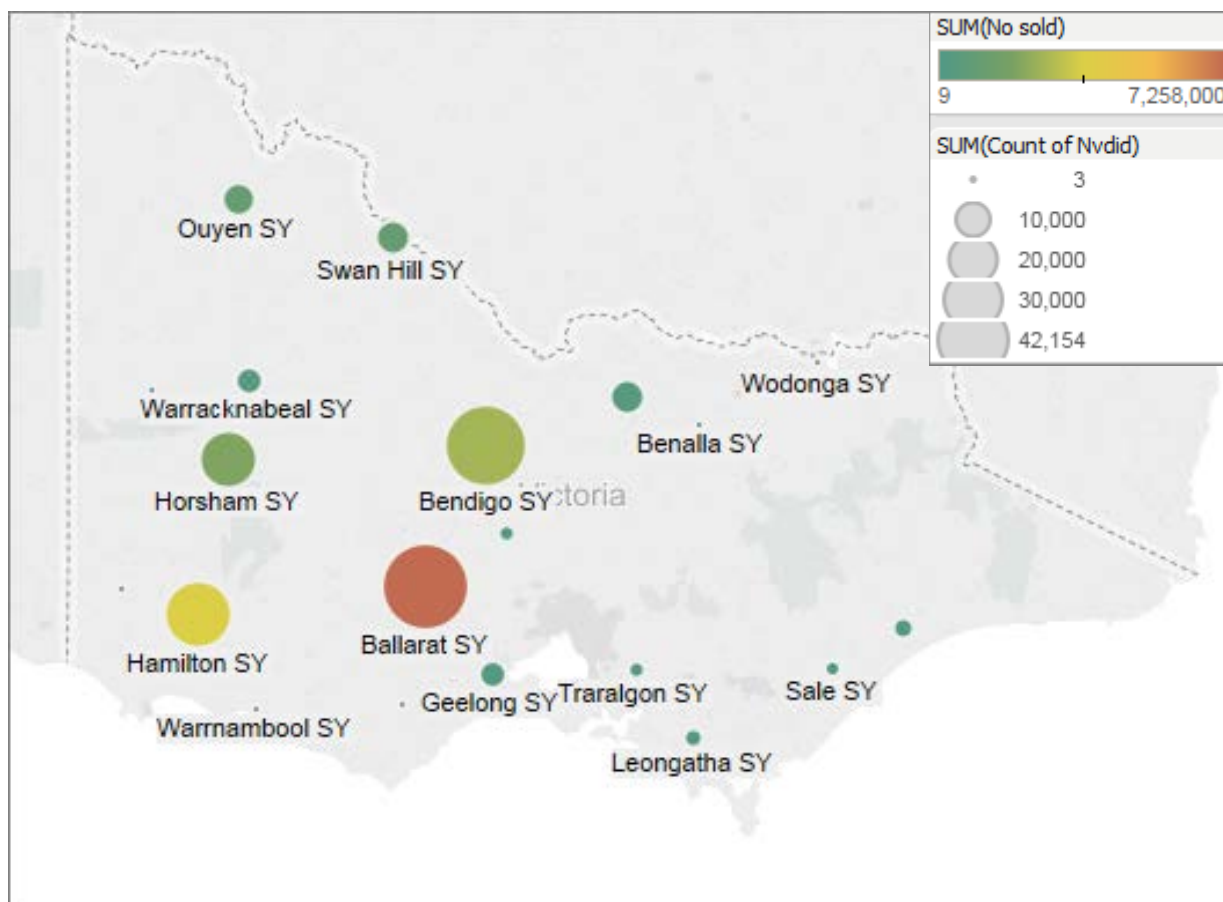 SUM(No sold)
9 7,258,000
SUM(Count of Nvdid)
3
10,000
20,000
30,000
42,154
Ouyen SY
Swan Hill SY
Wodonga SY
Warracknabeal SY
Benalla SY
Horsham SY
Bendigo SY
Victoria
Ballarat SY
Hamilton SY
Geelong SY
Traralgon SY
Sale SY
Warrnambool SY
Leongatha SY